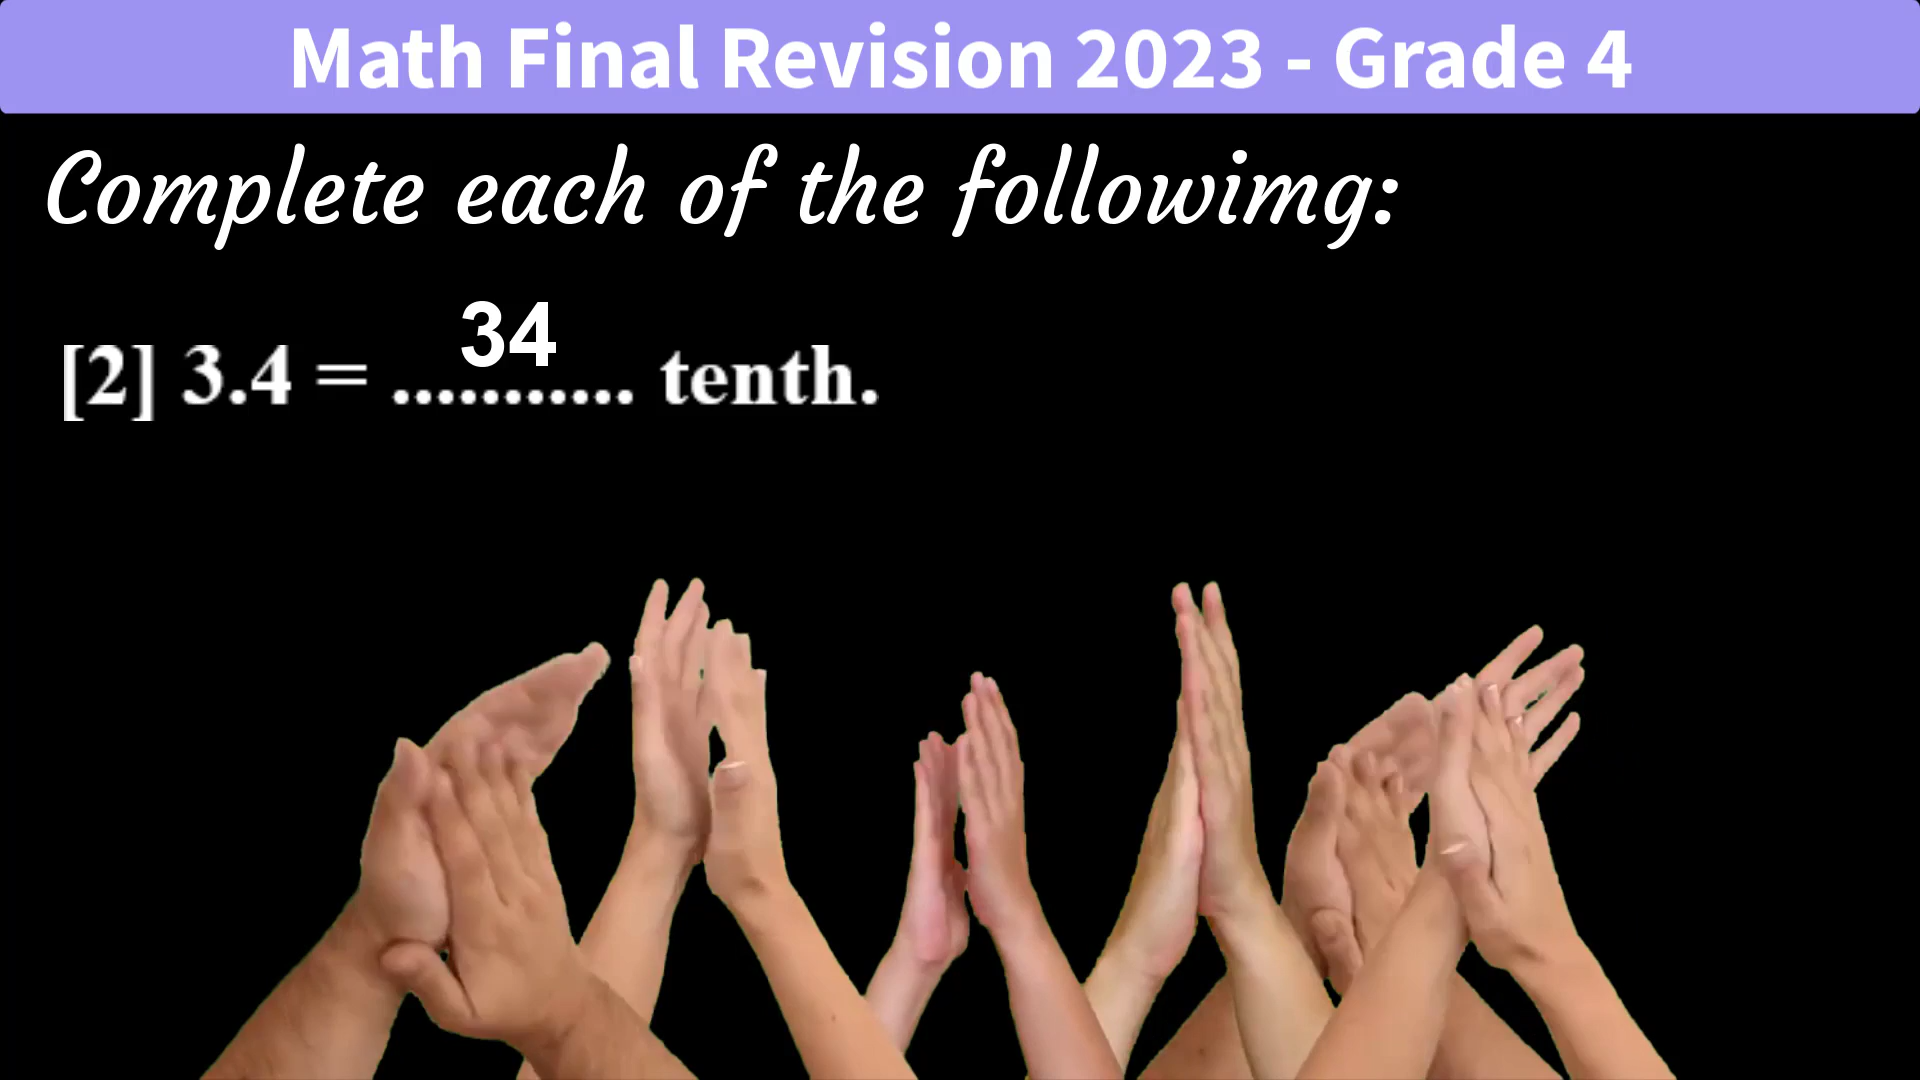 Math Final Revision 2023 - Grade 4
Complete each of the followimg:
34
[2] 3.4 = ........... tenth.